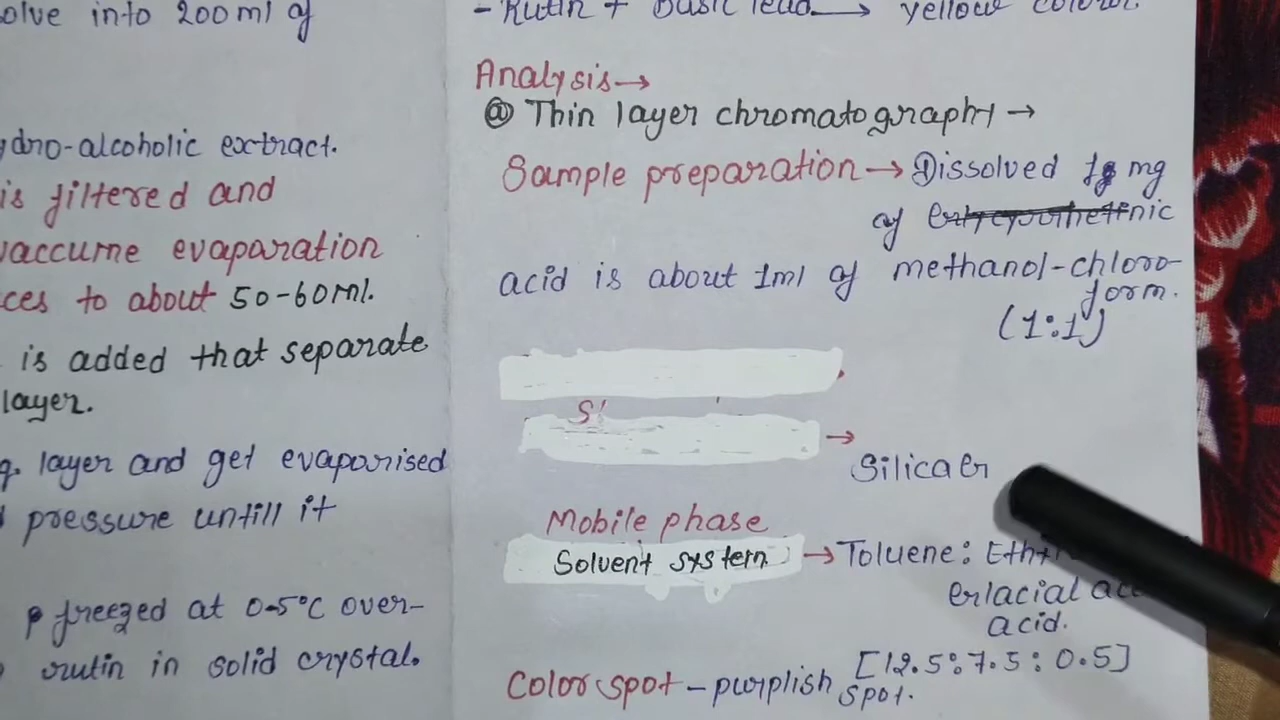 olve into 200ml of
dro-alcoholic extract.
is filtered and
vaccume evaparation
ces to about 50-60ml.
is added that separate
layer.
layer and get evaporised
pressure untill it
freezed at 0-5°C over-
rutin in solid crystal.
- Rutin + basic lead → yellow colour
Analysis→
@ Thin layer chromatography →
Sample preparation → Dissolved mg
of
acid is about 1ml of methanol-chloro-
form.
(1:1)
→
Silica G
Mobile phase
Solvent system → Toluene: Eth
Glacial
acid.
[12.5:7.5:0.5]
Color spot - purplish spot.